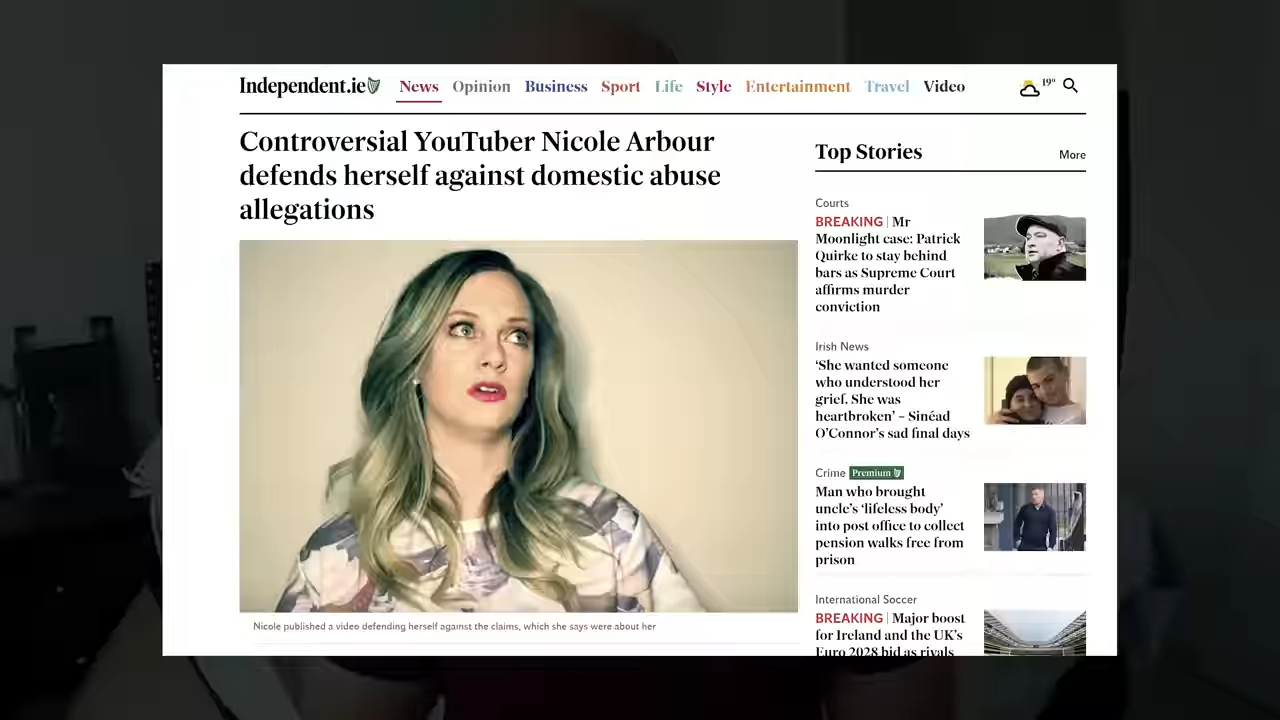 Independent.ie News Opinion Business Sport Life Style Entertainment Travel Video 19°
Controversial YouTuber Nicole Arbour
defends herself against domestic abuse
allegations
Nicole published a video defending herself against the claims, which she says were about her
Top Stories More
Courts
BREAKING | Mr
Moonlight case: Patrick
Quirke to stay behind
bars as Supreme Court
affirms murder
conviction
Irish News
‘She wanted someone
who understood her
grief. She was
heartbroken’ – Sinéad
O’Connor’s sad final days
Crime Premium
Man who brought
uncle’s ‘lifeless body’
into post office to collect
pension walks free from
prison
International Soccer
BREAKING | Major boost
for Ireland and the UK’s
Euro 2028 bid as rivals